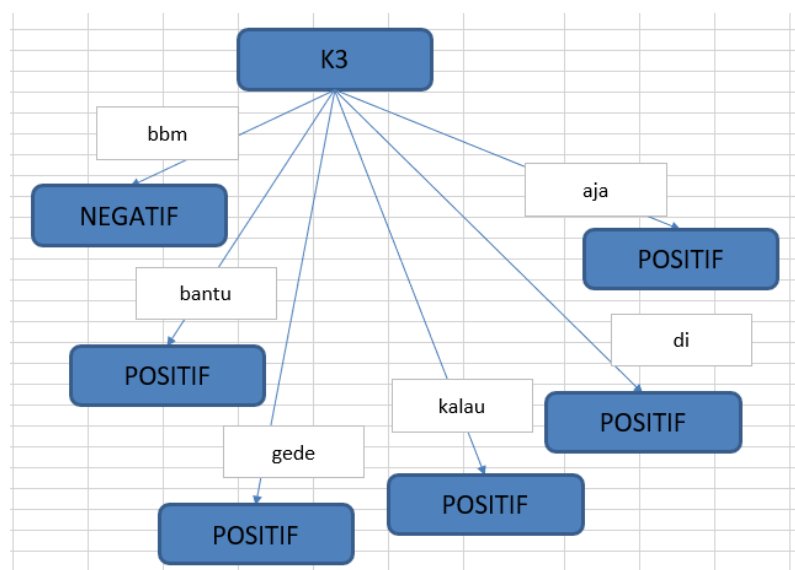 K3
bbm
aja
NEGATIF
POSITIF
bantu
di
POSITIF
kalau
POSITIF
gede
POSITIF
POSITIF